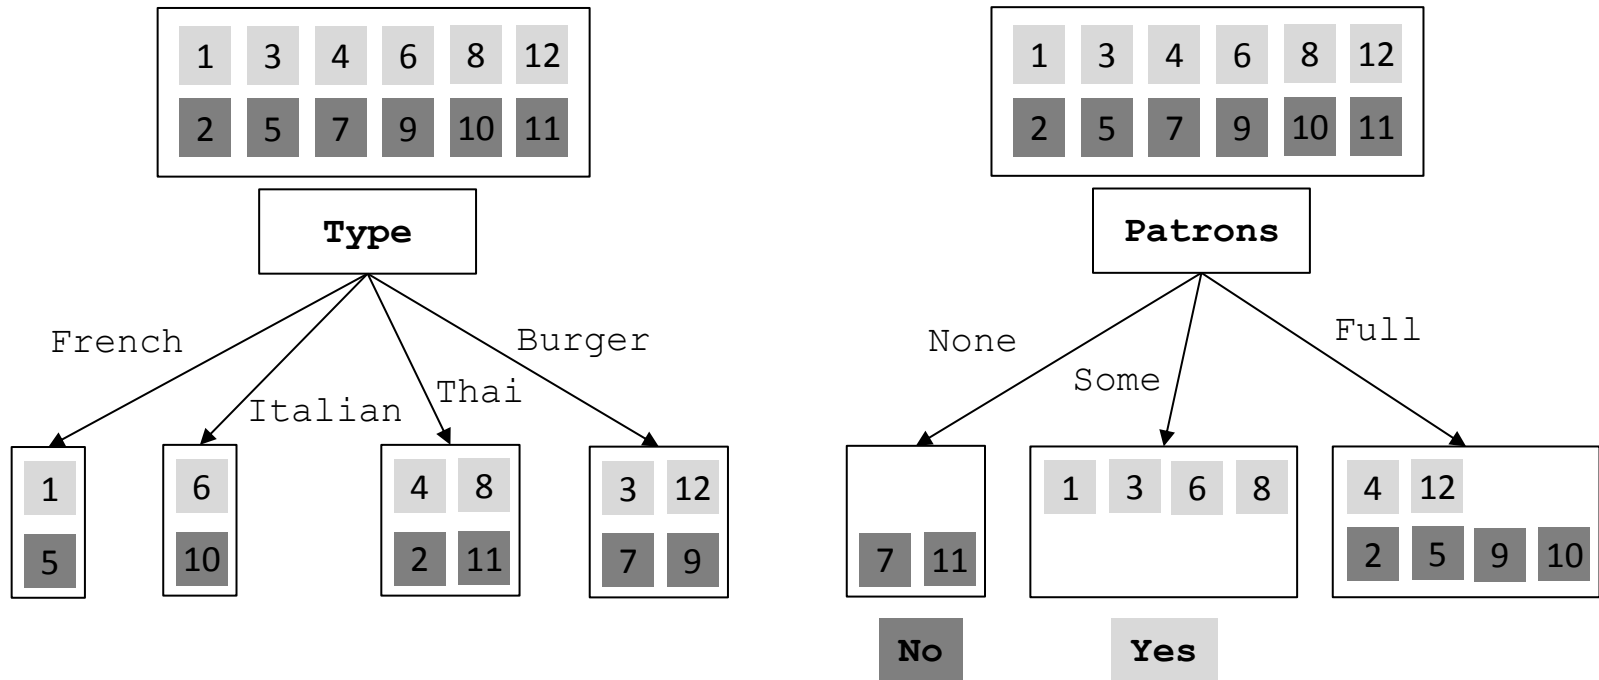 1 3 4 6 8 12
2 5 7 9 10 11
Type
French
Italian
Thai
Burger
1
5
6
10
4 8
2 11
3 12
7 9
1 3 4 6 8 12
2 5 7 9 10 11
Patrons
None
Some
Full
7 11
1 3 6 8
4 12
2 5 9 10
No
Yes